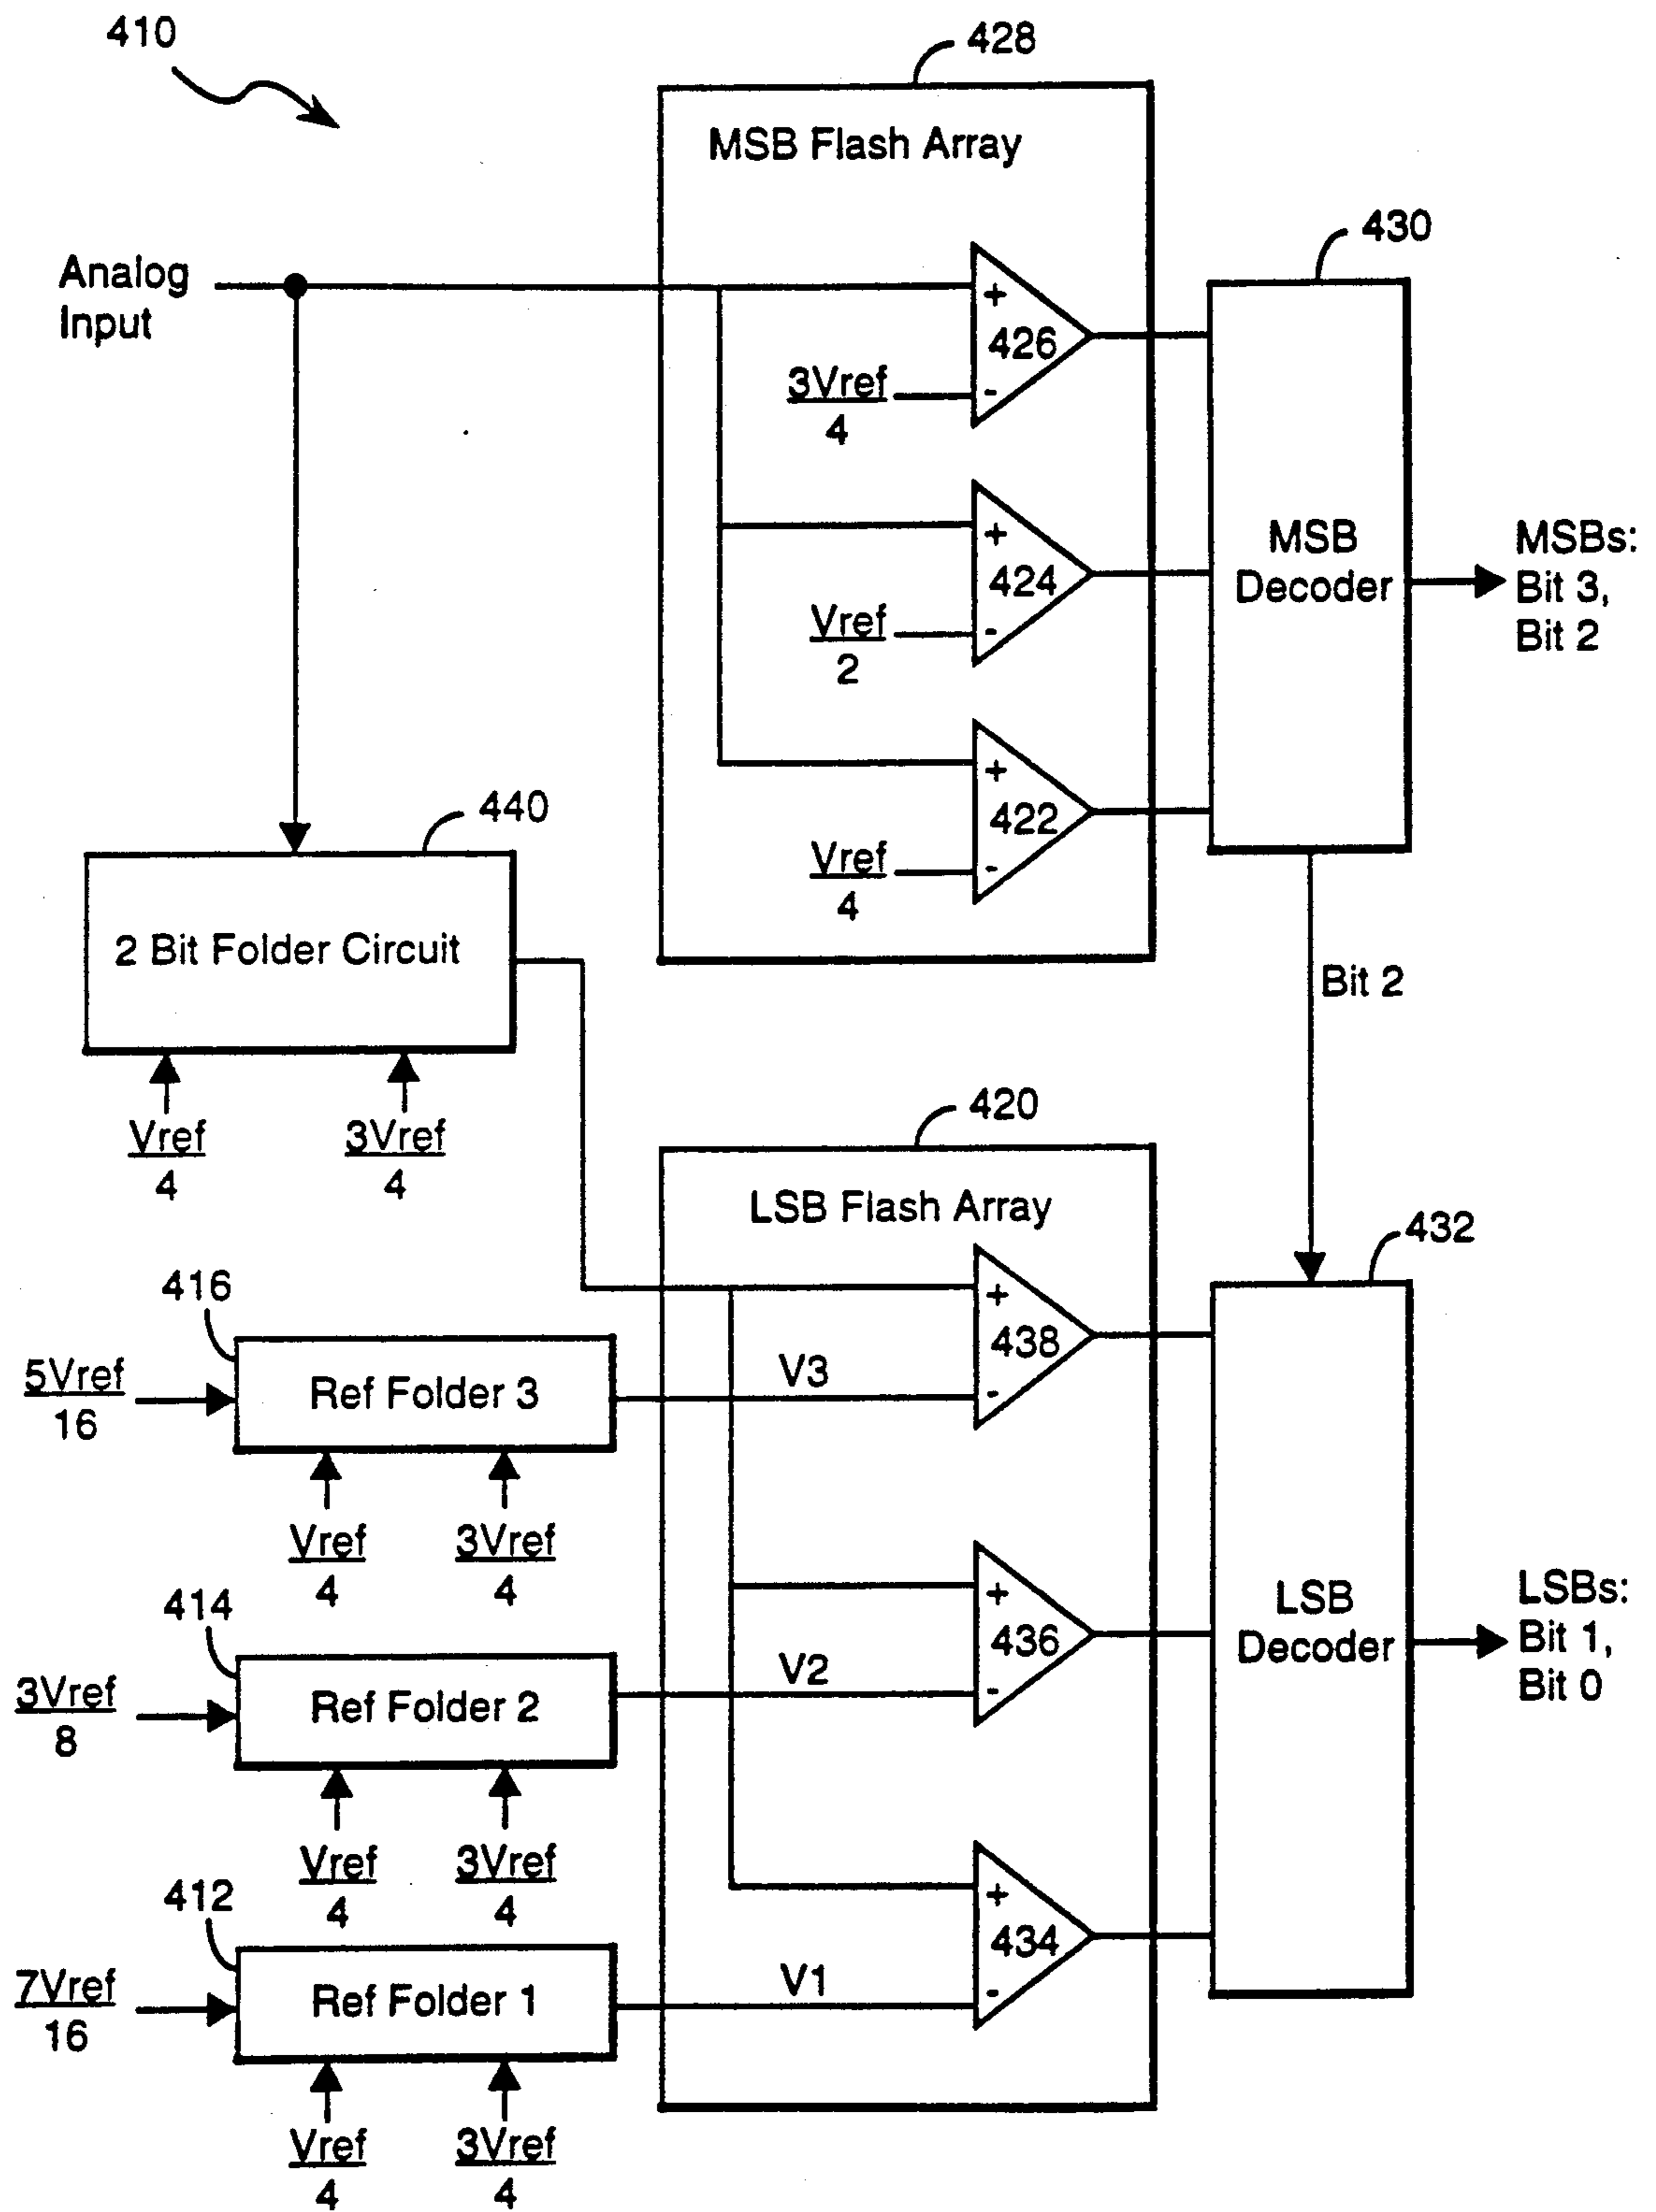 410
428
MSB Flash Array
430
Analog
Input
+
426
3Vref
4
-
+
424
Vref
2
-
MSB
Decoder
MSBs:
Bit 3,
Bit 2
+
422
Vref
4
-
440
2 Bit Folder Circuit
Bit 2
Vref
4
3Vref
4
420
LSB Flash Array
432
416
+
438
5Vref
16
Ref Folder 3
V3
-
Vref
4
3Vref
4
414
+
436
3Vref
8
Ref Folder 2
V2
-
LSB
Decoder
LSBs:
Bit 1,
Bit 0
Vref
4
3Vref
4
412
+
434
7Vref
16
Ref Folder 1
V1
-
Vref
4
3Vref
4